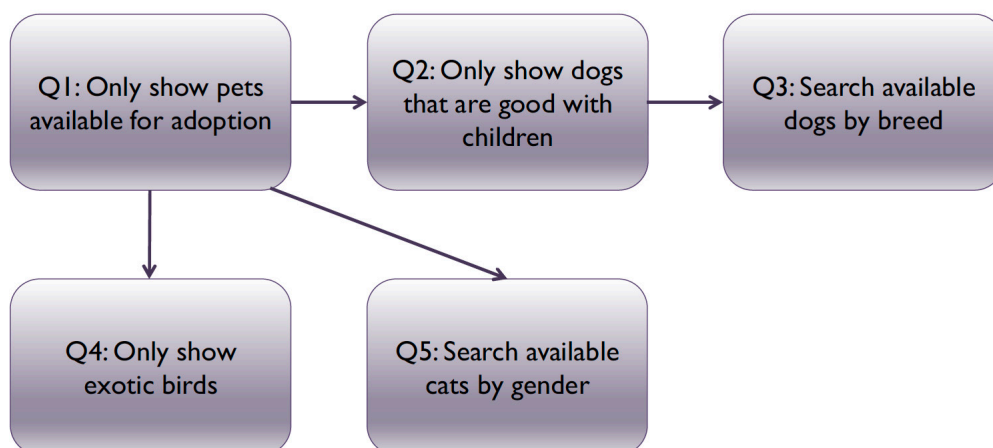 Q1: Only show pets
available for adoption
Q2: Only show dogs
that are good with
children
Q3: Search available
dogs by breed
Q4: Only show
exotic birds
Q5: Search available
cats by gender